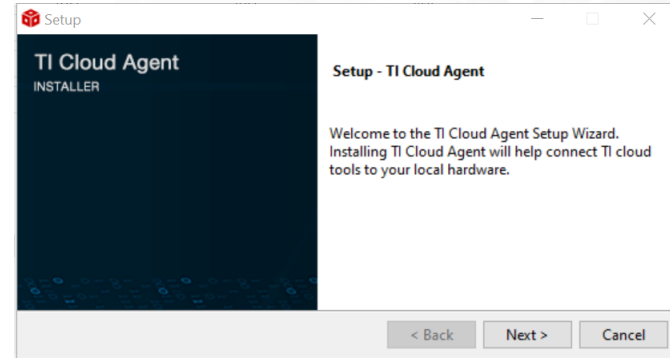 Setup
TI Cloud Agent
INSTALLER
Setup - TI Cloud Agent
Welcome to the TI Cloud Agent Setup Wizard.
Installing TI Cloud Agent will help connect TI cloud
tools to your local hardware.
< Back
Next >
Cancel